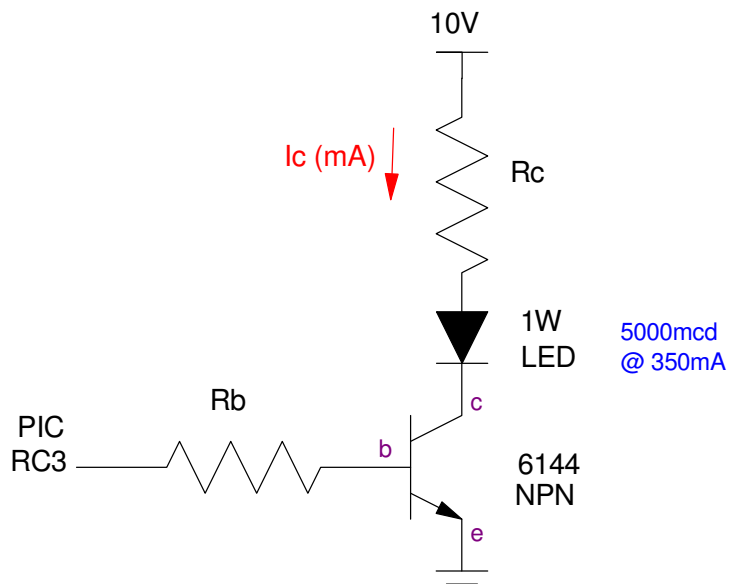 10V
Ic (mA)
Rc
1W
LED
5000mcd
@ 350mA
Rb
c
PIC
RC3
b
6144
NPN
e